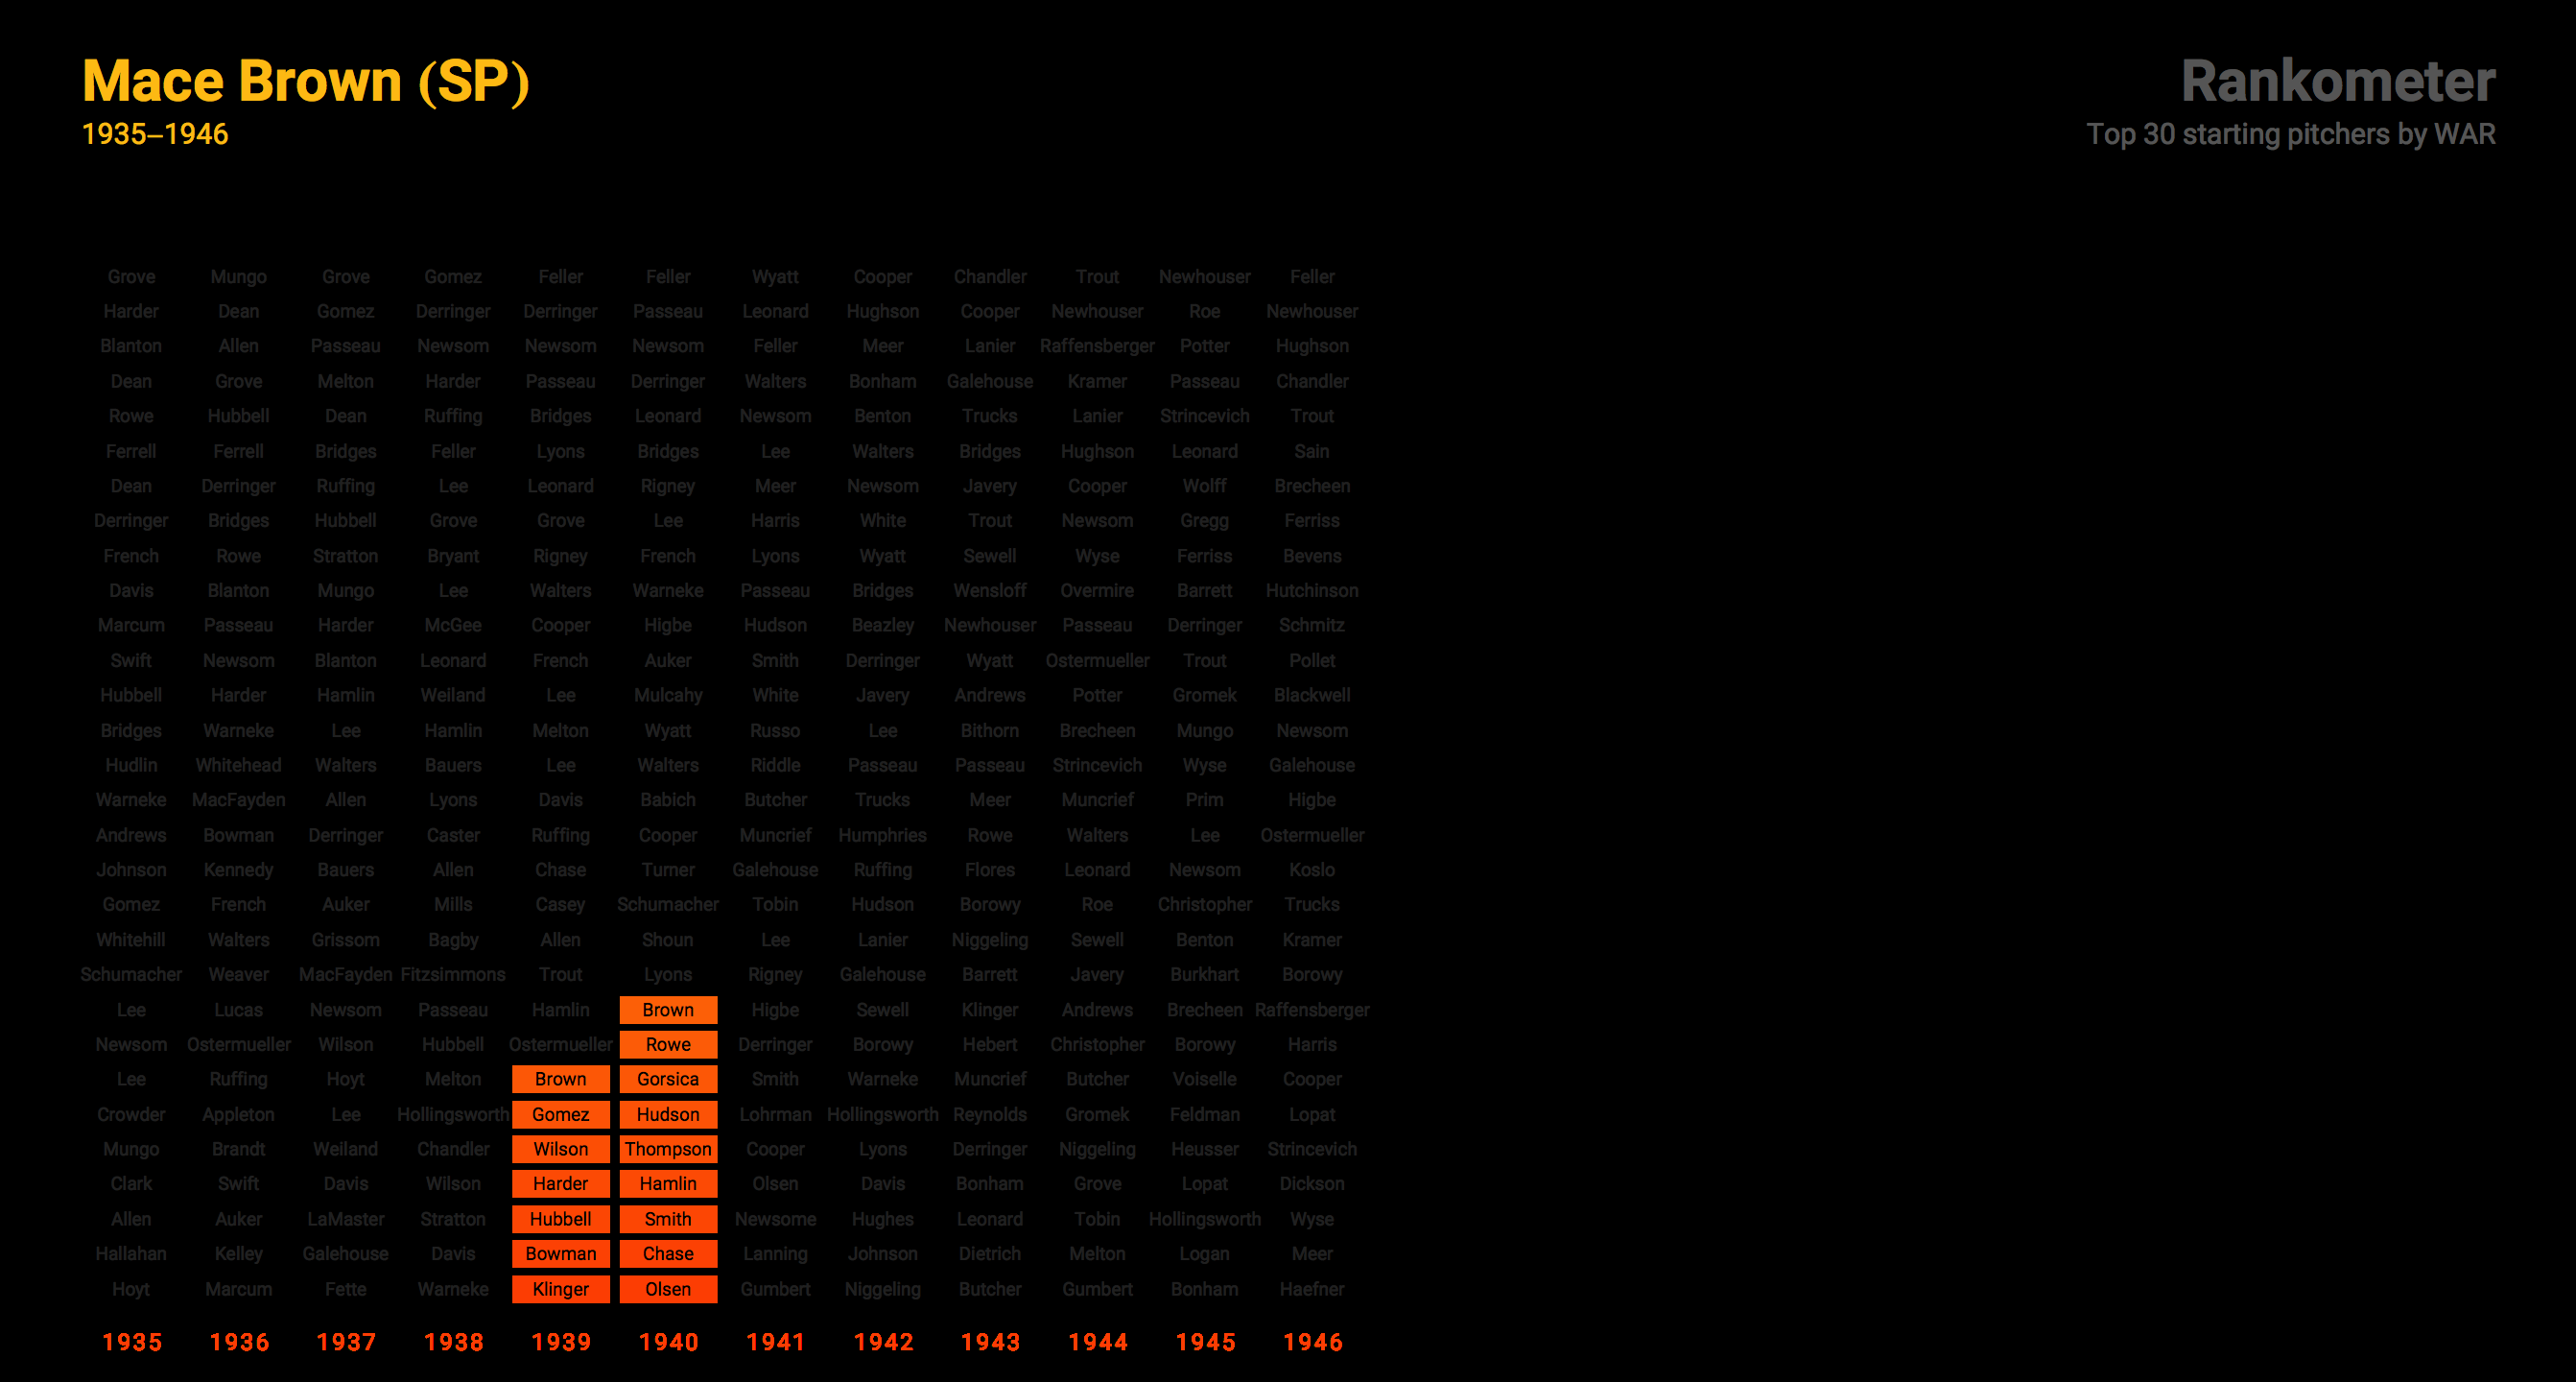 Mace Brown (SP)
1935–1946
Rankometer
Top 30 starting pitchers by WAR
Grove Mungo Grove Gomez Feller Feller Wyatt Cooper Chandler Trout Newhouser Feller
Harder Dean Gomez Derringer Derringer Passeau Leonard Hughson Cooper Newhouser Roe Newhouser
Blanton Allen Passeau Newsom Newsom Newsom Feller Meer Lanier Raffensberger Potter Hughson
Dean Grove Melton Harder Passeau Derringer Walters Bonham Galehouse Kramer Passeau Chandler
Rowe Hubbell Dean Ruffing Bridges Leonard Newsom Benton Trucks Lanier Strincevich Trout
Ferrell Ferrell Bridges Feller Lyons Bridges Lee Walters Bridges Hughson Leonard Sain
Dean Derringer Ruffing Lee Leonard Rigney Meer Newsom Javery Cooper Wolff Brecheen
Derringer Bridges Hubbell Grove Grove Lee Harris White Trout Newsom Gregg Ferriss
French Rowe Stratton Bryant Rigney French Lyons Wyatt Sewell Wyse Ferriss Bevens
Davis Blanton Mungo Lee Walters Warneke Passeau Bridges Wensloff Overmire Barrett Hutchinson
Marcum Passeau Harder McGee Cooper Higbe Hudson Beazley Newhouser Passeau Derringer Schmitz
Swift Newsom Blanton Leonard French Auker Smith Derringer Wyatt Ostermueller Trout Pollet
Hubbell Harder Hamlin Weiland Lee Mulcahy White Javery Andrews Potter Gromek Blackwell
Bridges Warneke Lee Hamlin Melton Wyatt Russo Lee Bithorn Brecheen Mungo Newsom
Hudlin Whitehead Walters Bauers Lee Walters Riddle Passeau Passeau Strincevich Wyse Galehouse
Warneke MacFayden Allen Lyons Davis Babich Butcher Trucks Meer Muncrief Prim Higbe
Andrews Bowman Derringer Caster Ruffing Cooper Muncrief Humphries Rowe Walters Lee Ostermueller
Johnson Kennedy Bauers Allen Chase Turner Galehouse Ruffing Flores Leonard Newsom Koslo
Gomez French Auker Mills Casey Schumacher Tobin Hudson Borowy Roe Christopher Trucks
Whitehill Walters Grissom Bagby Allen Shoun Lee Lanier Niggeling Sewell Benton Kramer
Schumacher Weaver MacFayden Fitzsimmons Trout Lyons Rigney Galehouse Barrett Javery Burkhart Borowy
Lee Lucas Newsom Passeau Hamlin Brown Higbe Sewell Klinger Andrews Brecheen Raffensberger
Newsom Ostermueller Wilson Hubbell Ostermueller Rowe Derringer Borowy Hebert Christopher Borowy Harris
Lee Ruffing Hoyt Melton Brown Gorsica Smith Warneke Muncrief Butcher Voiselle Cooper
Crowder Appleton Lee Hollingsworth Gomez Hudson Lohrman Hollingsworth Reynolds Gromek Feldman Lopat
Mungo Brandt Weiland Chandler Wilson Thompson Cooper Lyons Derringer Niggeling Heusser Strincevich
Clark Swift Davis Wilson Harder Hamlin Olsen Davis Bonham Grove Lopat Dickson
Allen Auker LaMaster Stratton Hubbell Smith Newsome Hughes Leonard Tobin Hollingsworth Wyse
Hallahan Kelley Galehouse Davis Bowman Chase Lanning Johnson Dietrich Melton Logan Meer
Hoyt Marcum Fette Warneke Klinger Olsen Gumbert Niggeling Butcher Gumbert Bonham Haefner
1935 1936 1937 1938 1939 1940 1941 1942 1943 1944 1945 1946